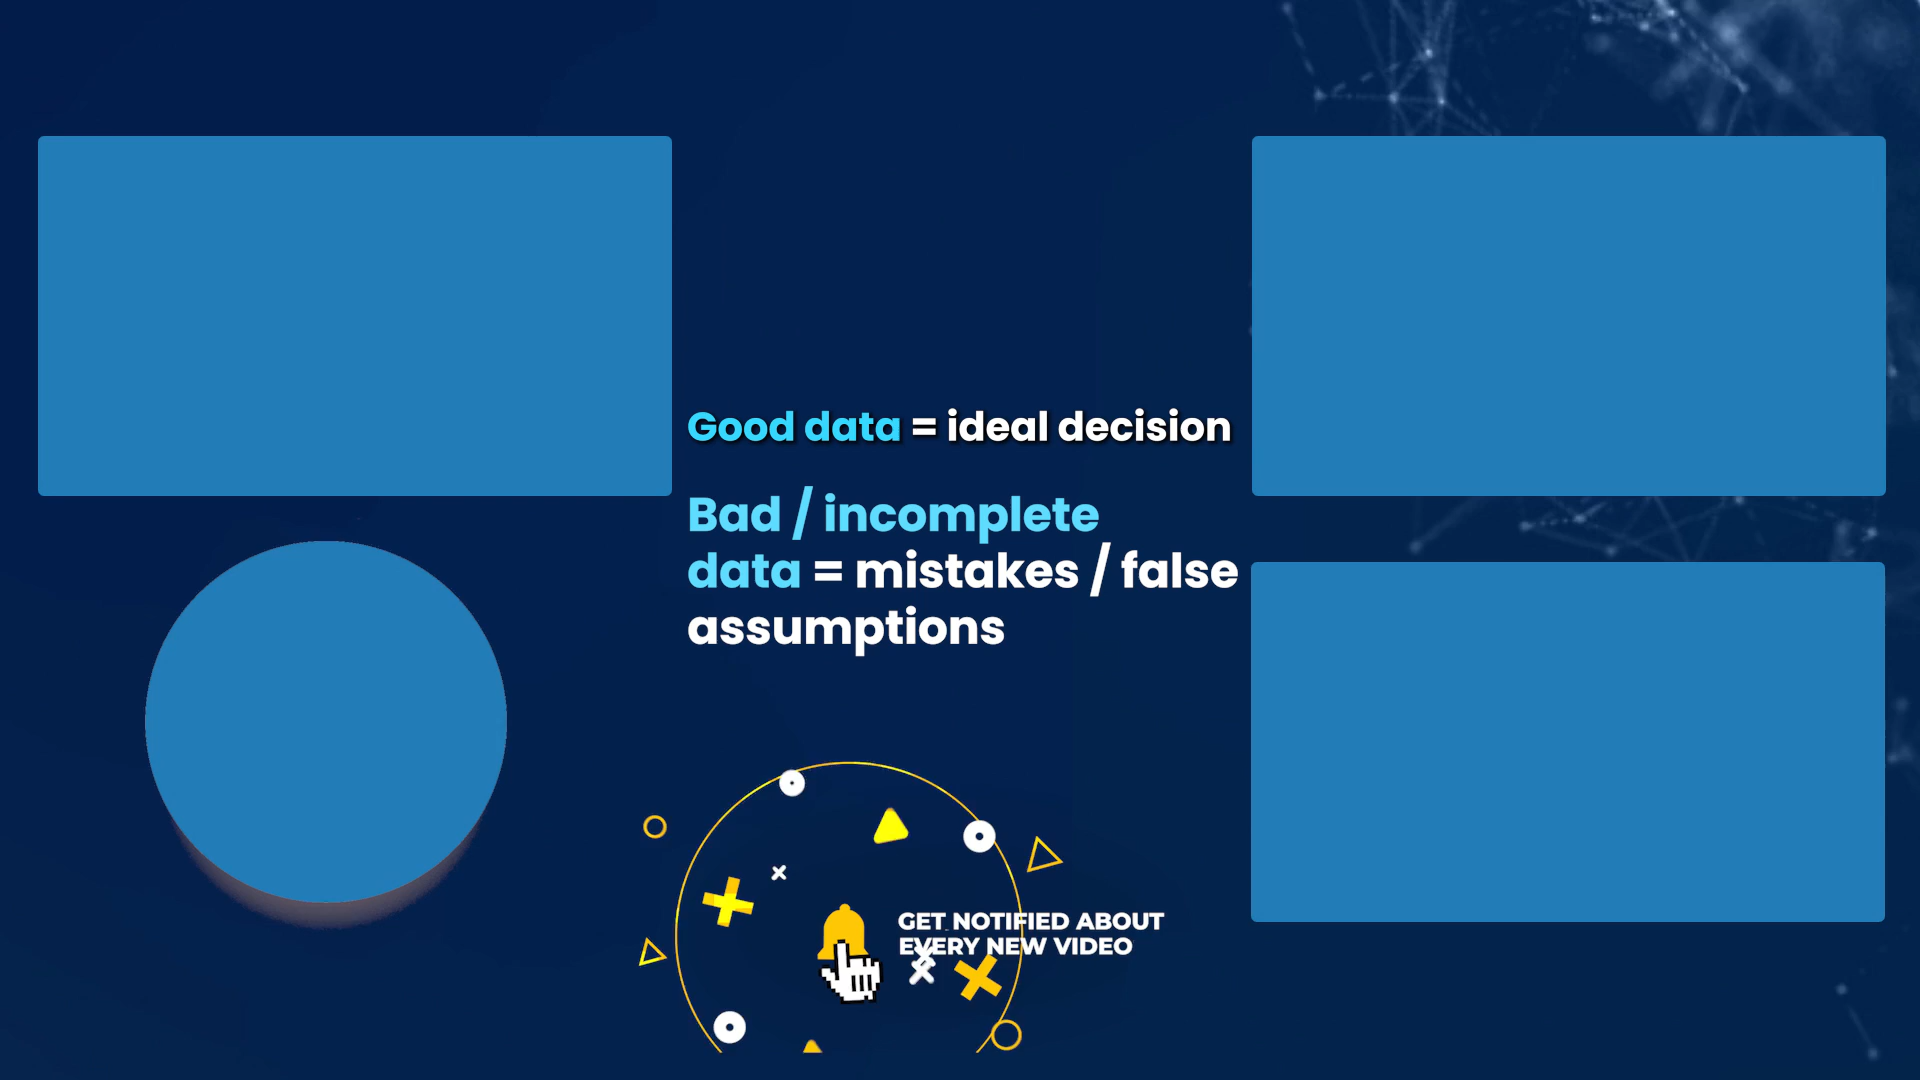 Good data = ideal decision
Bad / incomplete
data = mistakes / false
assumptions
GET NOTIFIED ABOUT
EVERY NEW VIDEO